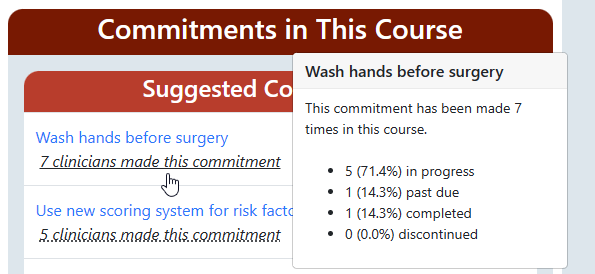 Commitments in This Course
Suggested Co
Wash hands before surgery
7 clinicians made this commitment
Use new scoring system for risk facto
5 clinicians made this commitment
Wash hands before surgery
This commitment has been made 7
times in this course.
5 (71.4%) in progress
1 (14.3%) past due
1 (14.3%) completed
0 (0.0%) discontinued